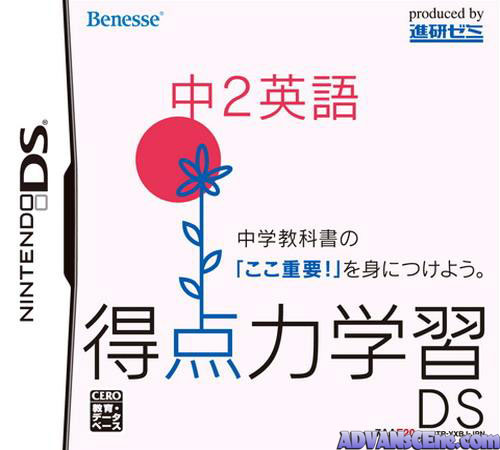 Benesse®
produced by
進研ゼミ
中2英語
中学教科書の
「ここ重要!」を身につけよう。
得点力学習
DS
NINTENDO DS®
CERO
教育・
データ
ベース
ADVANSCEne.com